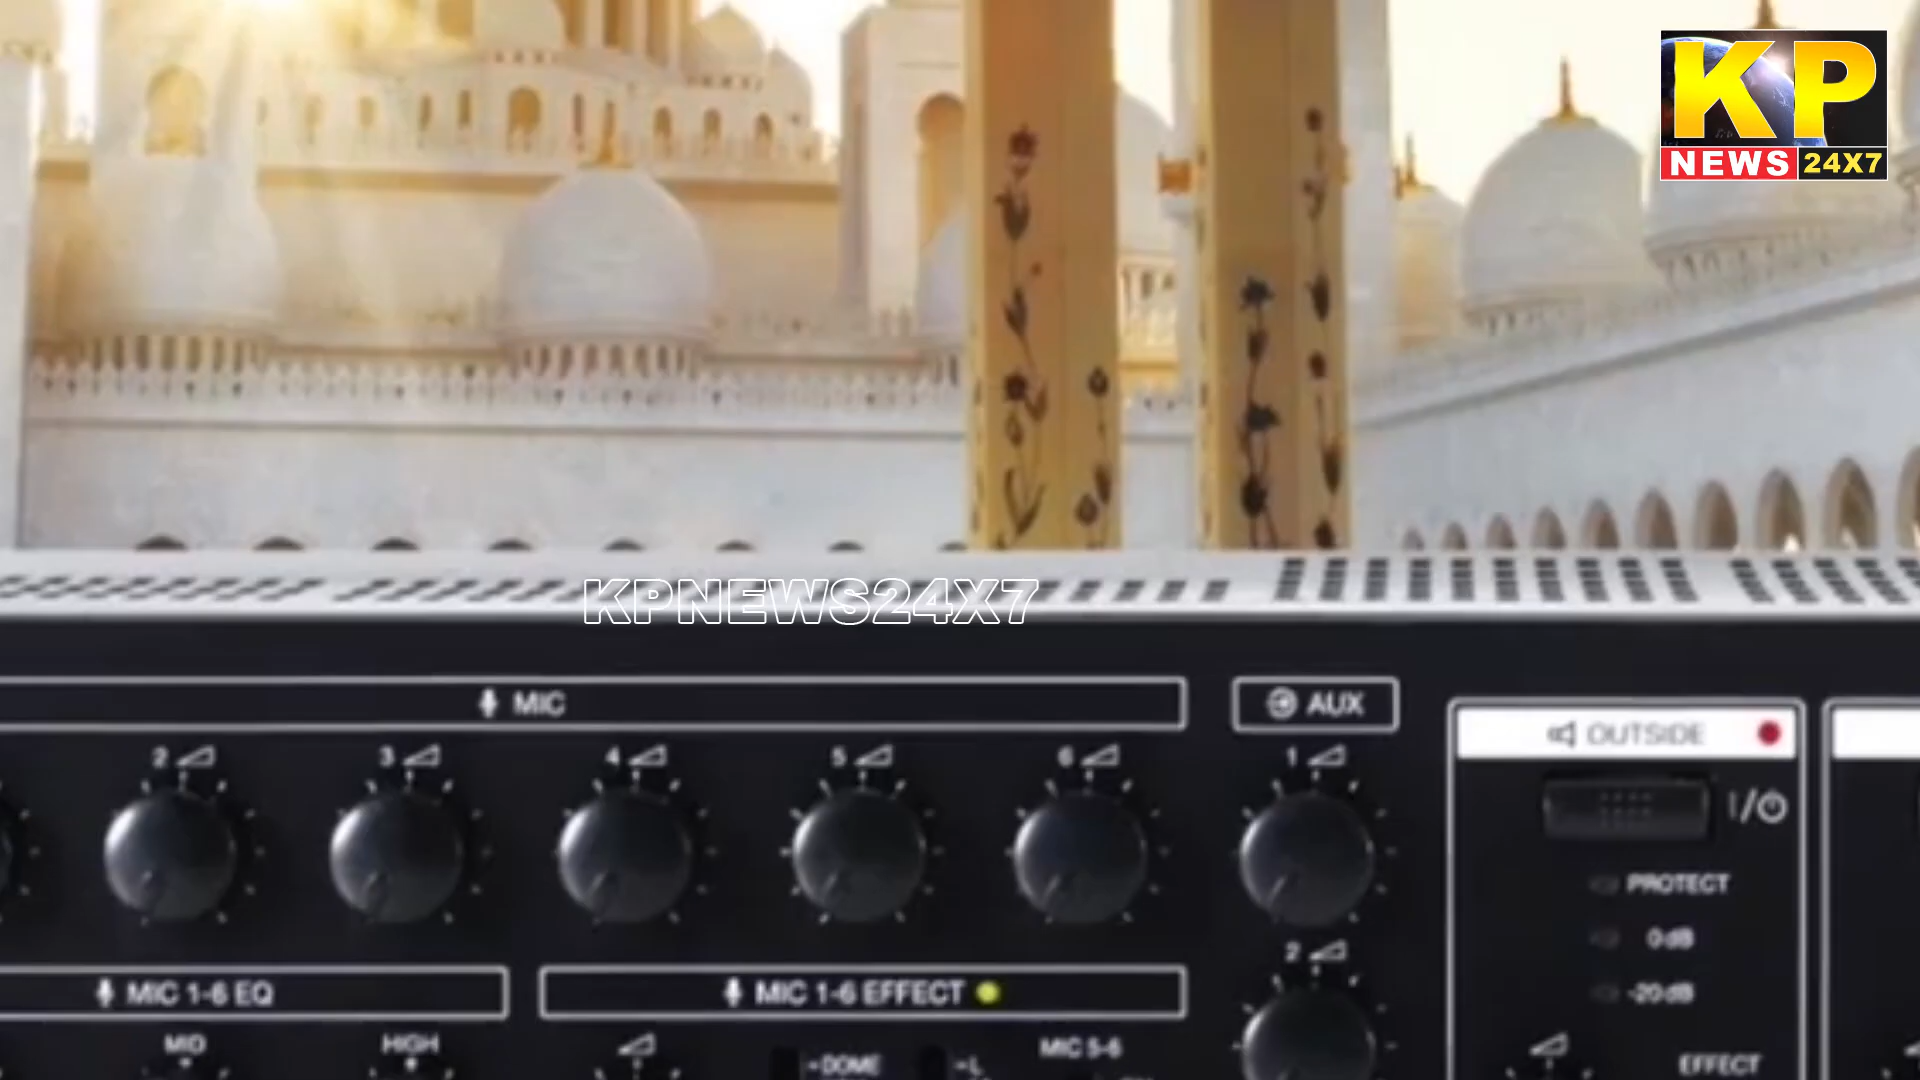 KP
NEWS 24X7
KPNEWS24X7
MIC
AUX
OUTSIDE
2
3
4
5
6
1
I/
PROTECT
0dB
-20dB
2
MIC 1-6 EQ
MIC 1-6 EFFECT
MID
HIGH
MIC 5-6
DOME
L
EFFECT